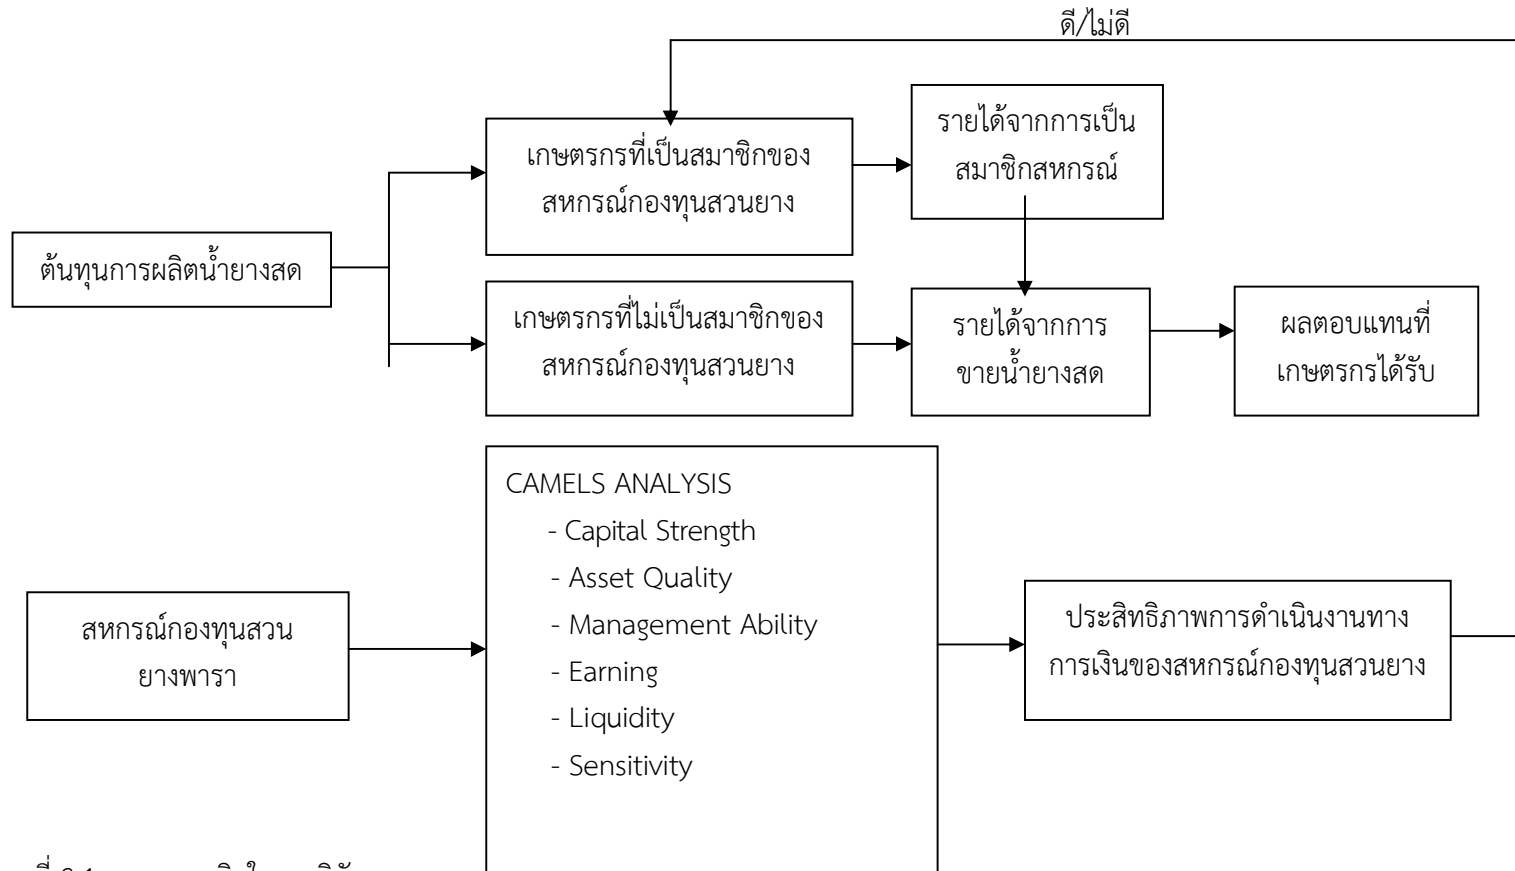 ดี/ไม่ดี
เกษตรกรที่เป็นสมาชิกของ
สหกรณ์กองทุนสวนยาง
รายได้จากการเป็น
สมาชิกสหกรณ์
ต้นทุนการผลิตน้ำยางสด
เกษตรกรที่ไม่เป็นสมาชิกของ
สหกรณ์กองทุนสวนยาง
รายได้จากการ
ขายน้ำยางสด
ผลตอบแทนที่
เกษตรกรได้รับ
CAMELS ANALYSIS
- Capital Strength
- Asset Quality
- Management Ability
- Earning
- Liquidity
- Sensitivity
สหกรณ์กองทุนสวน
ยางพารา
ประสิทธิภาพการดำเนินงานทาง
การเงินของสหกรณ์กองทุนสวนยาง